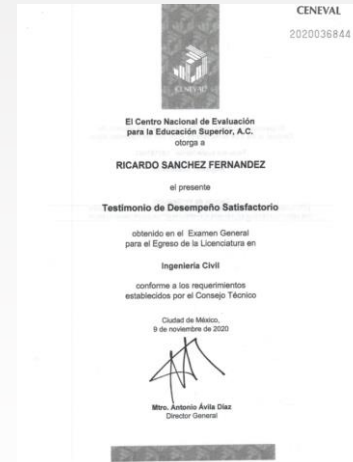 CENEVAL
2020036844
CENEVAL
El Centro Nacional de Evaluación
para la Educación Superior, A.C.
otorga a
RICARDO SANCHEZ FERNANDEZ
el presente
Testimonio de Desempeño Satisfactorio
obtenido en el Examen General
para el Egreso de la Licenciatura en
Ingeniería Civil
conforme a los requerimientos
establecidos por el Consejo Técnico
Ciudad de México,
9 de noviembre de 2020
Mtro. Antonio Ávila Díaz
Director General